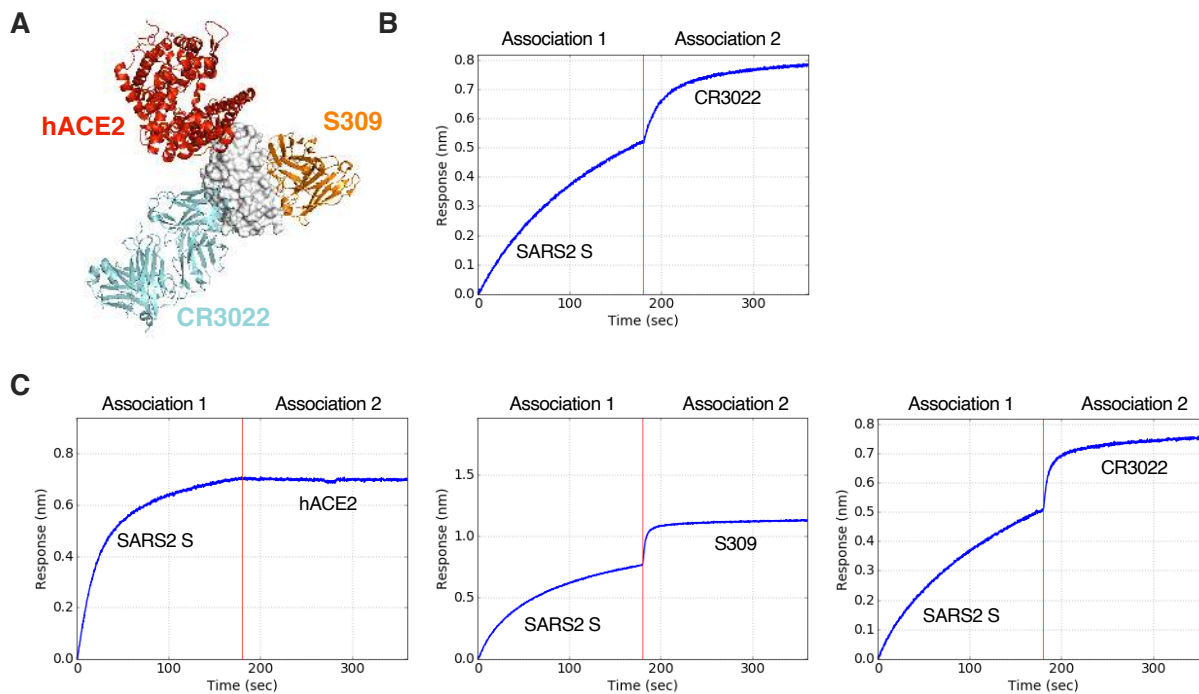 A
hACE2
S309
CR3022
B
Association 1 Association 2
0.8
0.7
0.6
0.5
0.4
0.3
0.2
0.1
0.0
Response (nm)
CR3022
SARS2 S
0 100 200 300
Time (sec)
C
Association 1 Association 2
0.8
0.6
0.4
0.2
0.0
Response (nm)
hACE2
SARS2 S
0 100 200 300
Time (sec)
Association 1 Association 2
1.5
1.0
0.5
0.0
Response (nm)
S309
SARS2 S
0 100 200 300
Time (sec)
Association 1 Association 2
0.8
0.7
0.6
0.5
0.4
0.3
0.2
0.1
0.0
Response (nm)
CR3022
SARS2 S
0 100 200 300
Time (sec)